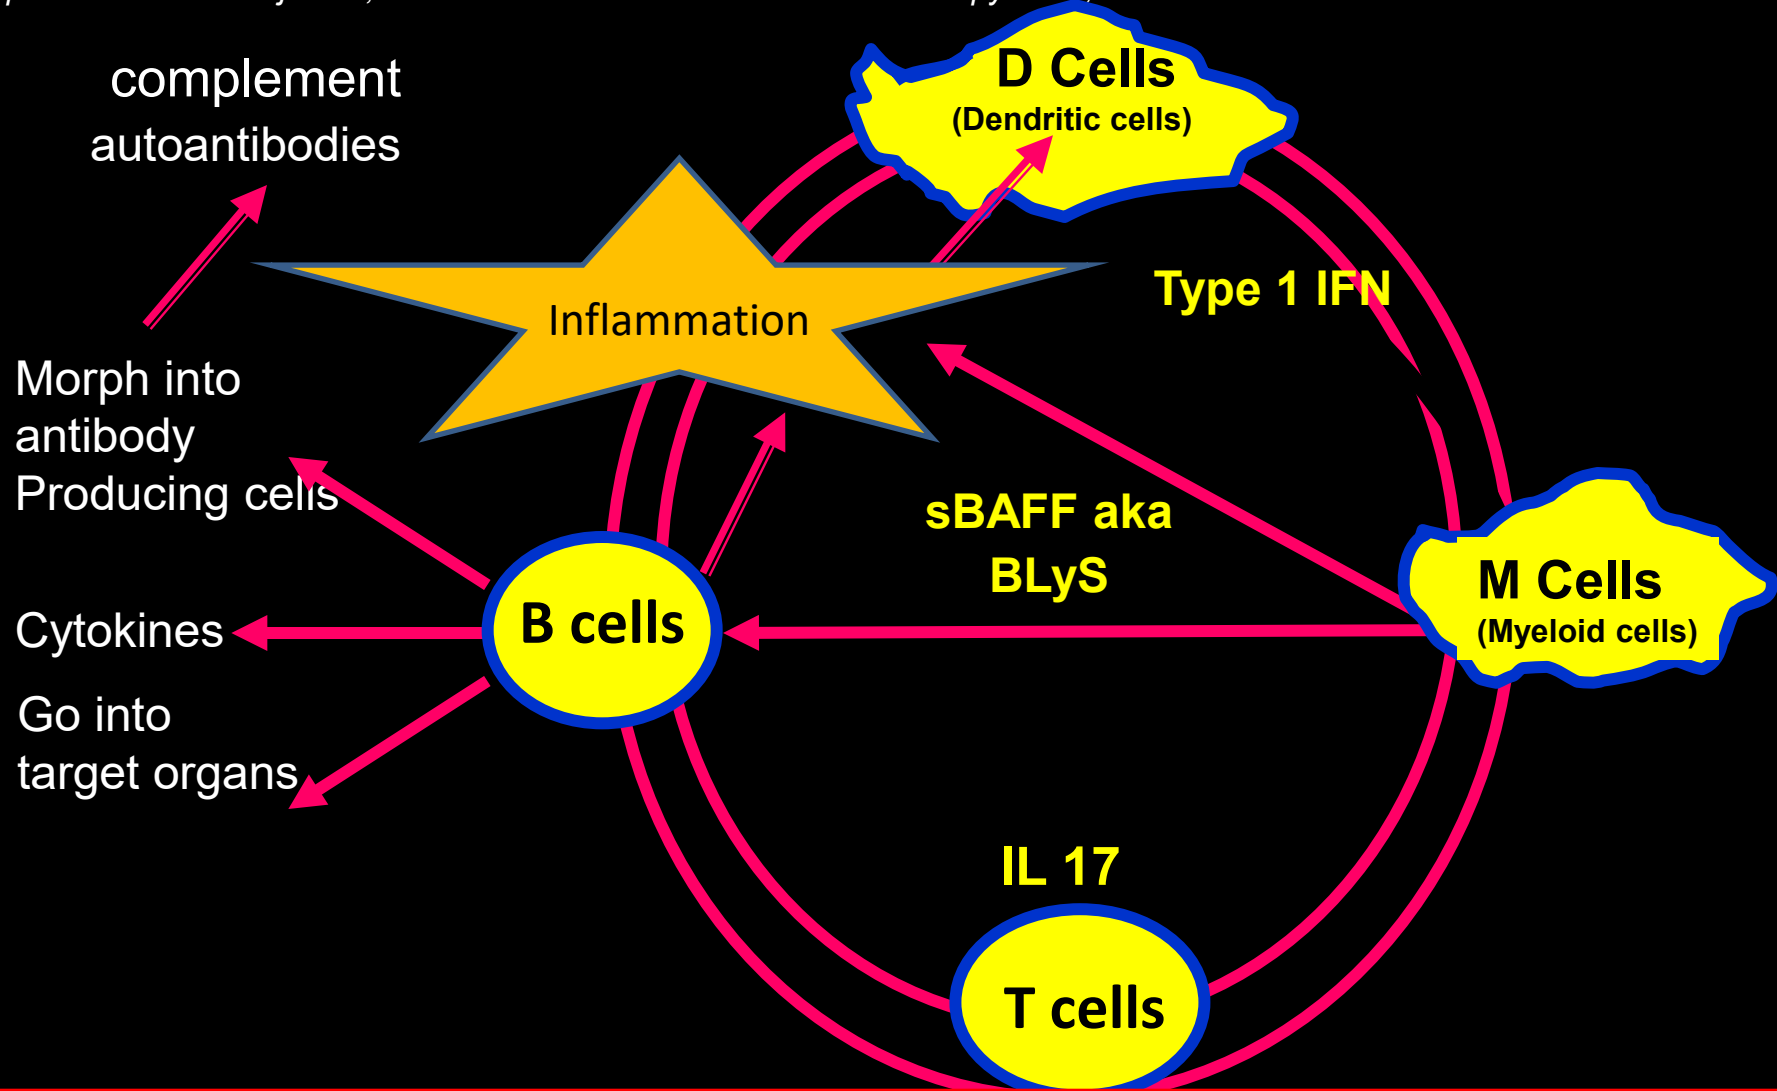 complement
autoantibodies
D Cells
(Dendritic cells)
Inflammation
Type 1 IFN
Morph into
antibody
Producing cells
sBAFF aka
BLyS
M Cells
(Myeloid cells)
B cells
Cytokines
Go into
target organs
IL 17
T cells